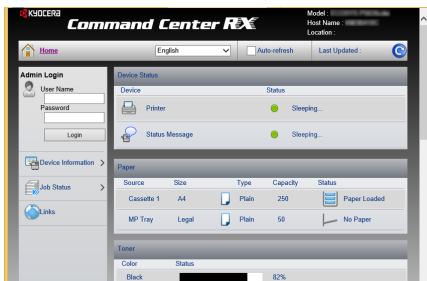 KYOCERA
Command Center RX
Model :
Host Name :
Location :
Home
English
Auto-refresh
Last Updated :
Admin Login
User Name
Password
Login
Device Information
Job Status
Links
Device Status
Device Status
Printer Sleeping...
Status Message Sleeping...
Paper
Source Size Type Capacity Status
Cassette 1 A4 Plain 250 Paper Loaded
MP Tray Legal Plain 50 No Paper
Toner
Color Status
Black 82%